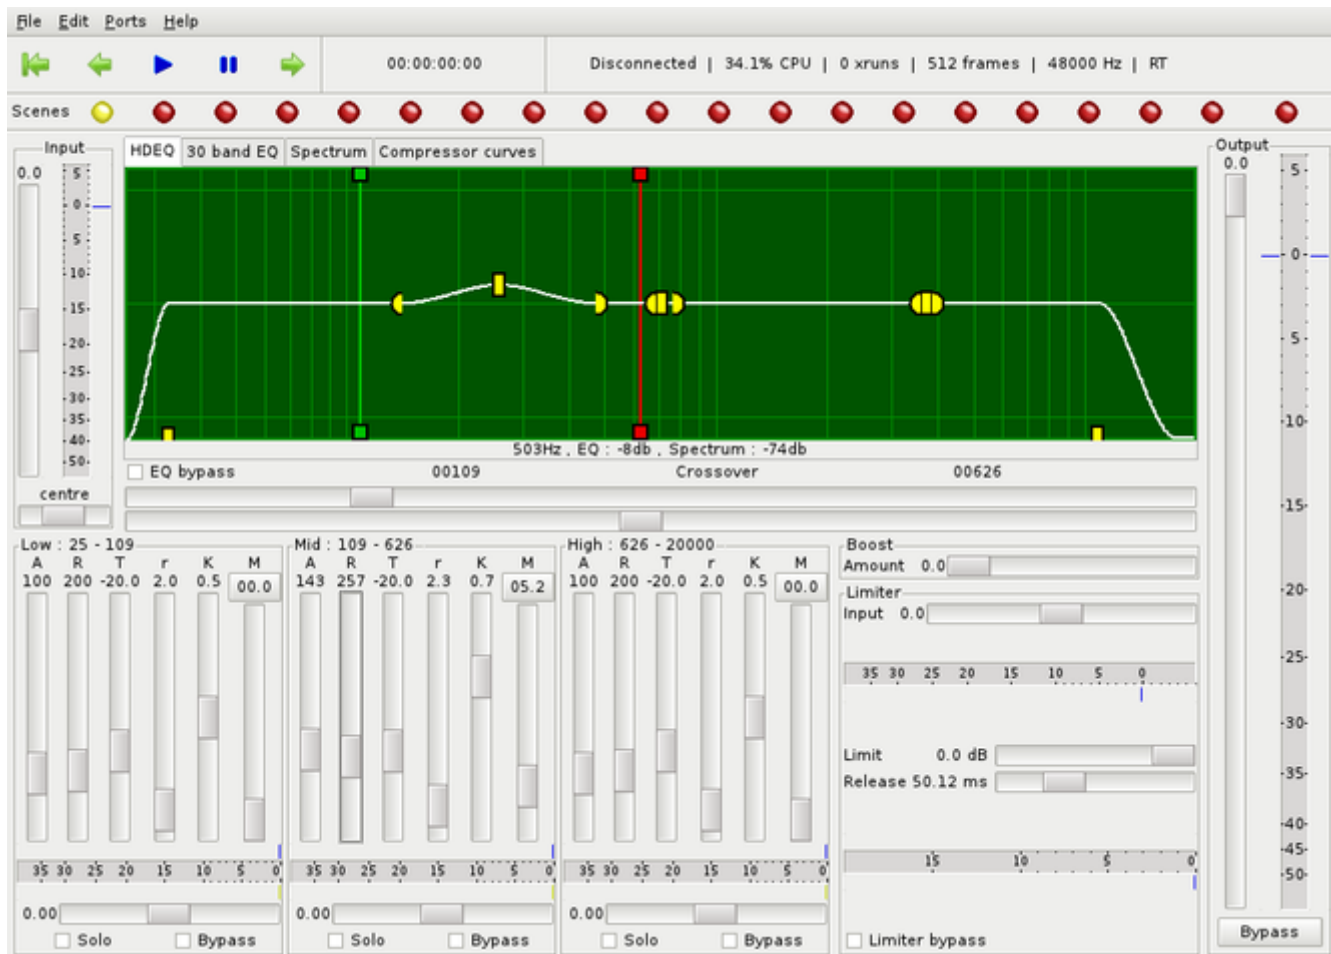 File Edit Ports Help
00:00:00:00 Disconnected | 34.1% CPU | 0 xruns | 512 frames | 48000 Hz | RT
Scenes
Input HDEQ 30 band EQ Spectrum Compressor curves Output
0.0 0.0
5 5
0 0
5 5
10 10
15 15
20 20
25 25
30 30
35 35
40 40
50 45
50
503Hz , EQ : -8db , Spectrum : -74db
EQ bypass 00109 Crossover 00626
centre
Low : 25 - 109 Mid : 109 - 626 High : 626 - 20000 Boost
A R T r K M A R T r K M A R T r K M Amount 0.0
100 200 -20.0 2.0 0.5 00.0 143 257 -20.0 2.3 0.7 05.2 100 200 -20.0 2.0 0.5 00.0
Limiter
Input 0.0
35 30 25 20 15 10 5 0
Limit 0.0 dB
Release 50.12 ms
35 30 25 20 15 10 5 0 35 30 25 20 15 10 5 0 35 30 25 20 15 10 5 0 15 10 5 0
0.00 0.00 0.00
Solo Bypass Solo Bypass Solo Bypass Limiter bypass Bypass